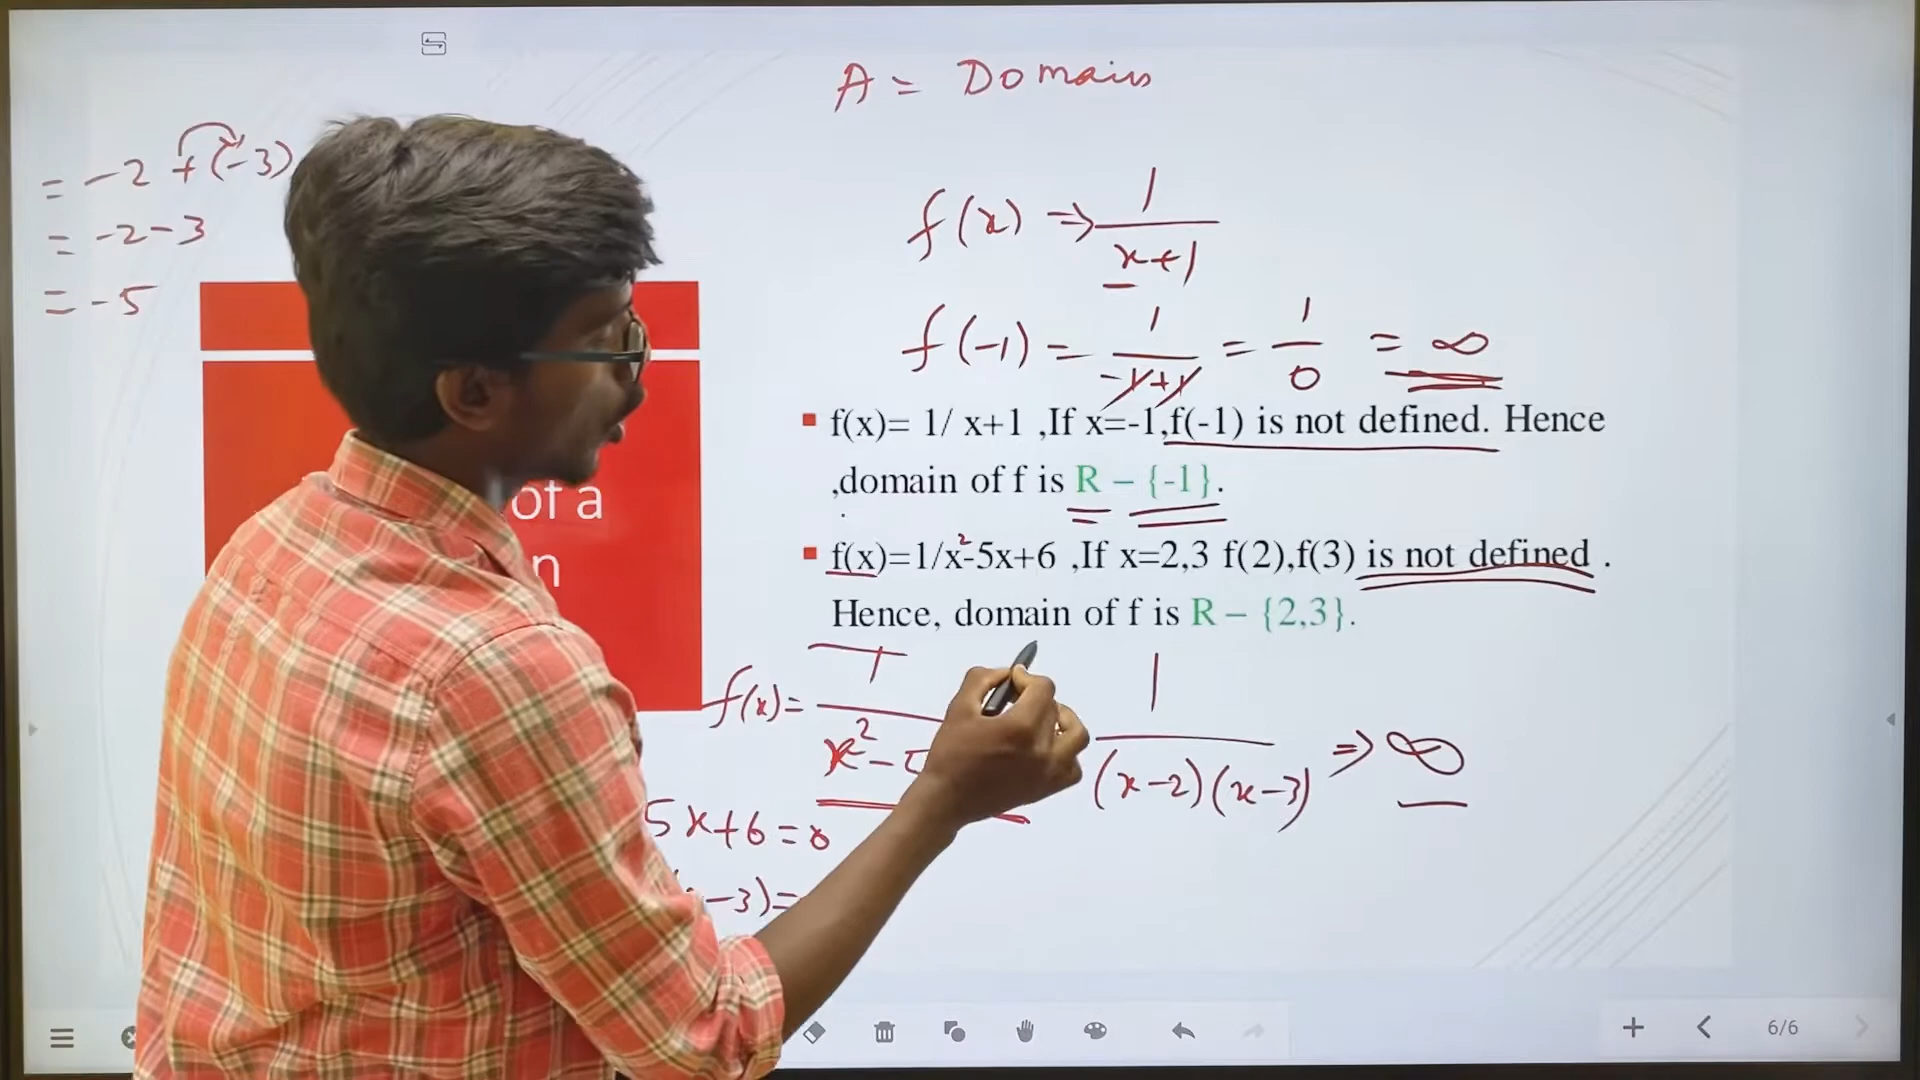 A = Domain
= -2 + (-3)
= -2-3
= -5
f(x) ⇒ 1/x+1
f(-1) = 1/-1+1 = 1/0 = ∞
of a
n
▪ f(x)= 1/ x+1 ,If x=-1,f(-1) is not defined. Hence
,domain of f is R – {-1}.
▪ f(x)=1/x²-5x+6 ,If x=2,3 f(2),f(3) is not defined .
Hence, domain of f is R – {2,3}.
f(x)= 1/x²-
1/(x-2)(x-3) ⇒ ∞
5x+6=0
-3)=
6/6